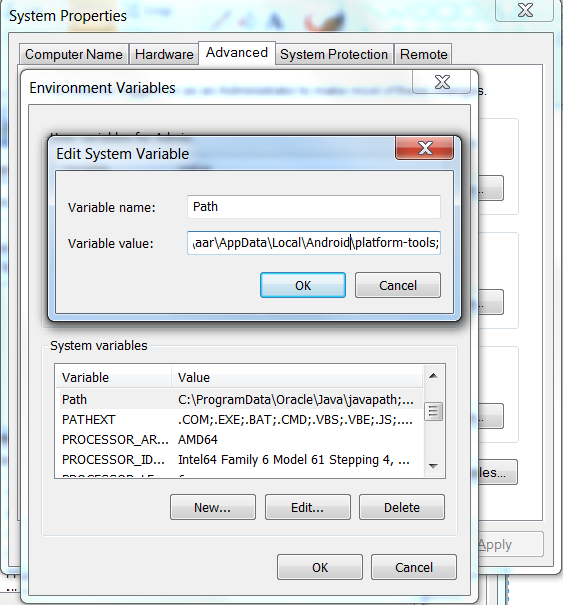 System Properties
Computer Name Hardware Advanced System Protection Remote
Environment Variables
Edit System Variable
Variable name: Path
Variable value: \aar\AppData\Local\Android\platform-tools;
OK Cancel
System variables
Variable Value
Path C:\ProgramData\Oracle\Java\javapath;...
PATHEXT .COM;.EXE;.BAT;.CMD;.VBS;.VBE;.JS;....
PROCESSOR_AR... AMD64
PROCESSOR_ID... Intel64 Family 6 Model 61 Stepping 4, ...
New... Edit... Delete
OK Cancel
Apply